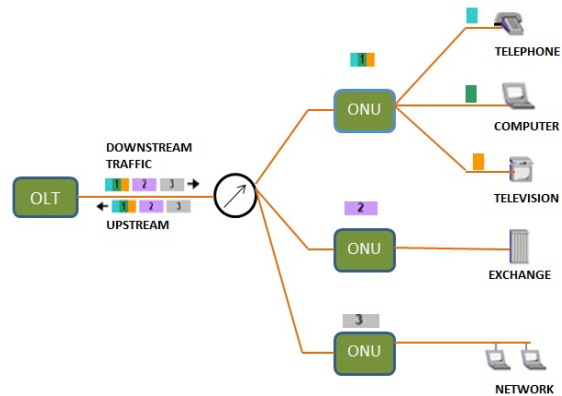 1
TELEPHONE
ONU
COMPUTER
DOWNSTREAM
TRAFFIC
1 2 3
OLT
1 2 3
UPSTREAM
TELEVISION
2
ONU
EXCHANGE
3
ONU
NETWORK